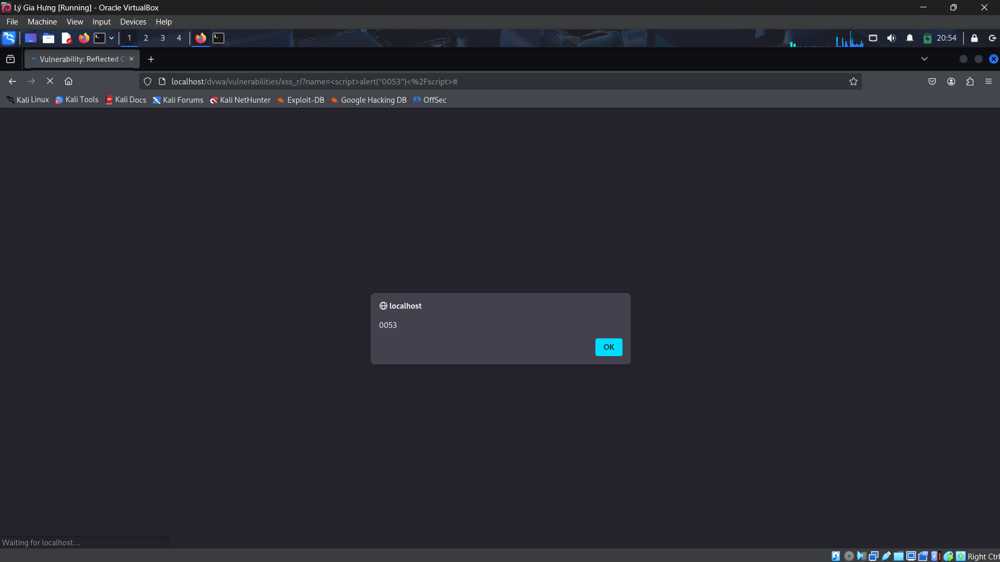 Lý Gia Hưng [Running] - Oracle VirtualBox
File Machine View Input Devices Help
1 2 3 4 20:54
Vulnerability: Reflected C
localhost/dvwa/vulnerabilities/xss_r/?name=<script>alert("0053")<%2Fscript>#
Kali Linux Kali Tools Kali Docs Kali Forums Kali NetHunter Exploit-DB Google Hacking DB OffSec
localhost
0053
OK
Waiting for localhost…
Right Ctrl